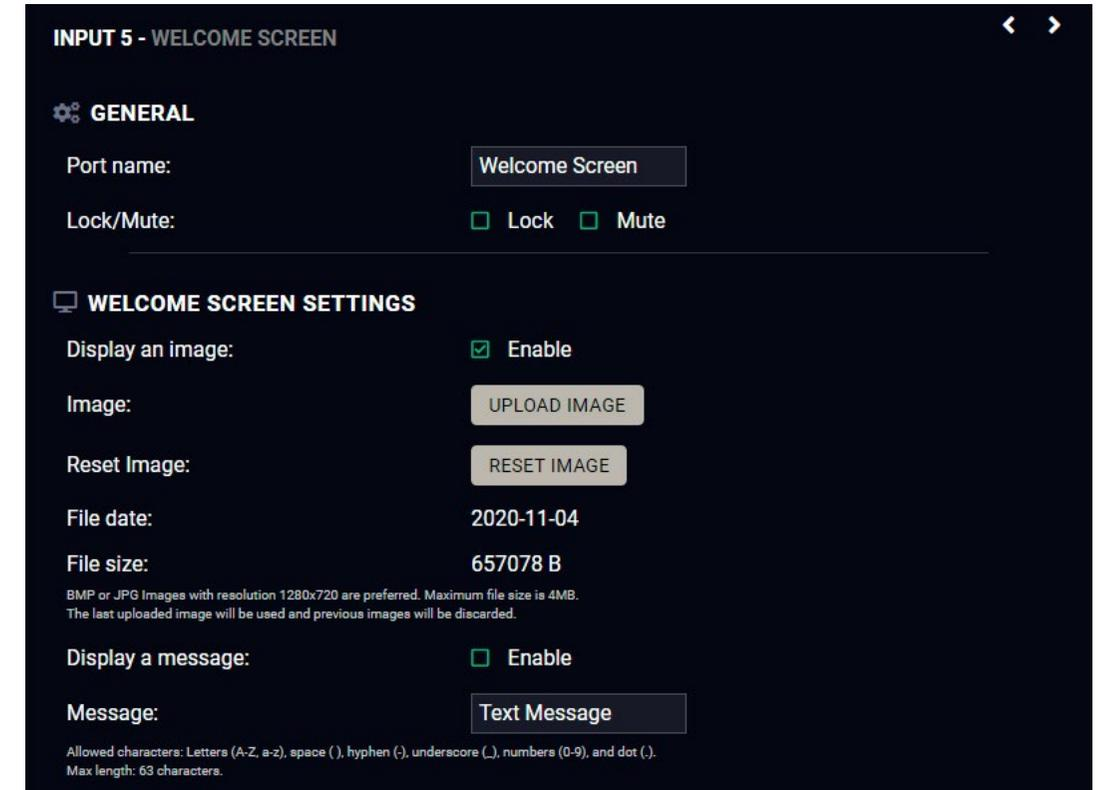 INPUT 5 - WELCOME SCREEN
GENERAL
Port name: Welcome Screen
Lock/Mute: Lock Mute
WELCOME SCREEN SETTINGS
Display an image: Enable
Image: UPLOAD IMAGE
Reset Image: RESET IMAGE
File date: 2020-11-04
File size: 657078 B
BMP or JPG Images with resolution 1280x720 are preferred. Maximum file size is 4MB.
The last uploaded image will be used and previous images will be discarded.
Display a message: Enable
Message: Text Message
Allowed characters: Letters (A-Z, a-z), space ( ), hyphen (-), underscore (_), numbers (0-9), and dot (.).
Max length: 63 characters.